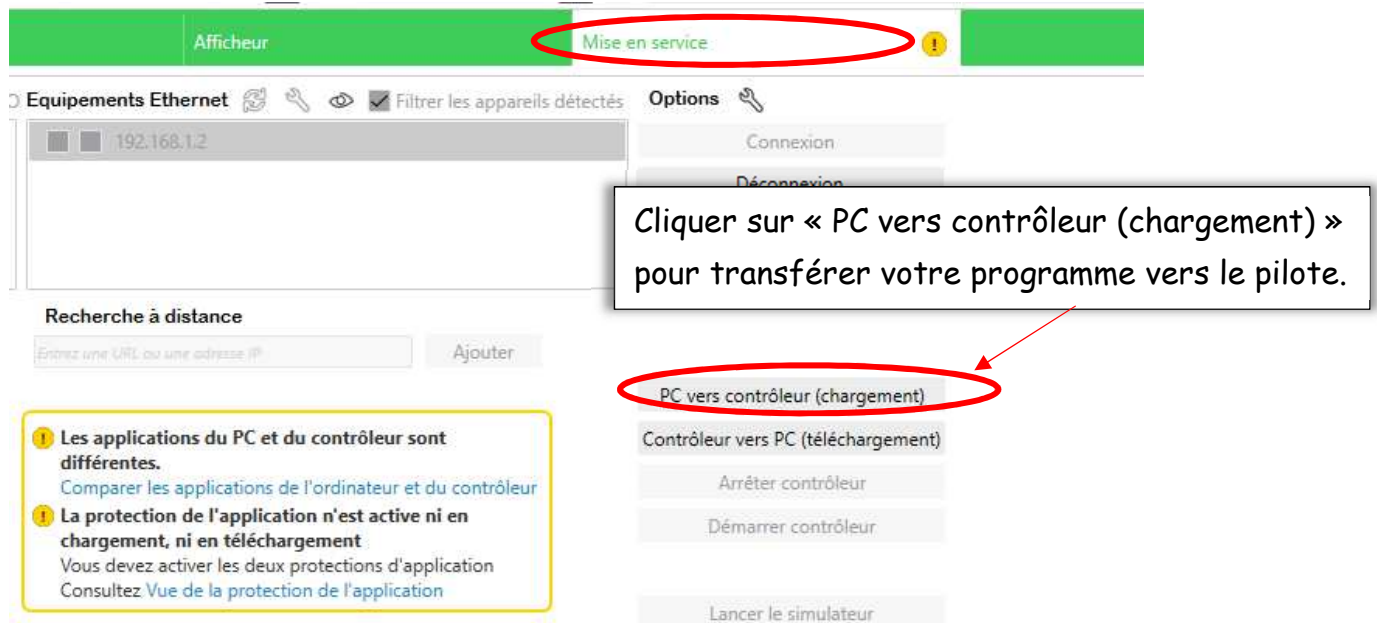 Afficheur
Mise en service
Equipements Ethernet
Filtrer les appareils détectés
Options
192.168.1.2
Connexion
Déconnexion
Cliquer sur « PC vers contrôleur (chargement) »
pour transférer votre programme vers le pilote.
Recherche à distance
Entrez une URL ou une adresse IP
Ajouter
PC vers contrôleur (chargement)
Contrôleur vers PC (téléchargement)
Arrêter contrôleur
Démarrer contrôleur
Lancer le simulateur
Les applications du PC et du contrôleur sont
différentes.
Comparer les applications de l'ordinateur et du contrôleur
La protection de l'application n'est active ni en
chargement, ni en téléchargement
Vous devez activer les deux protections d'application
Consultez Vue de la protection de l'application